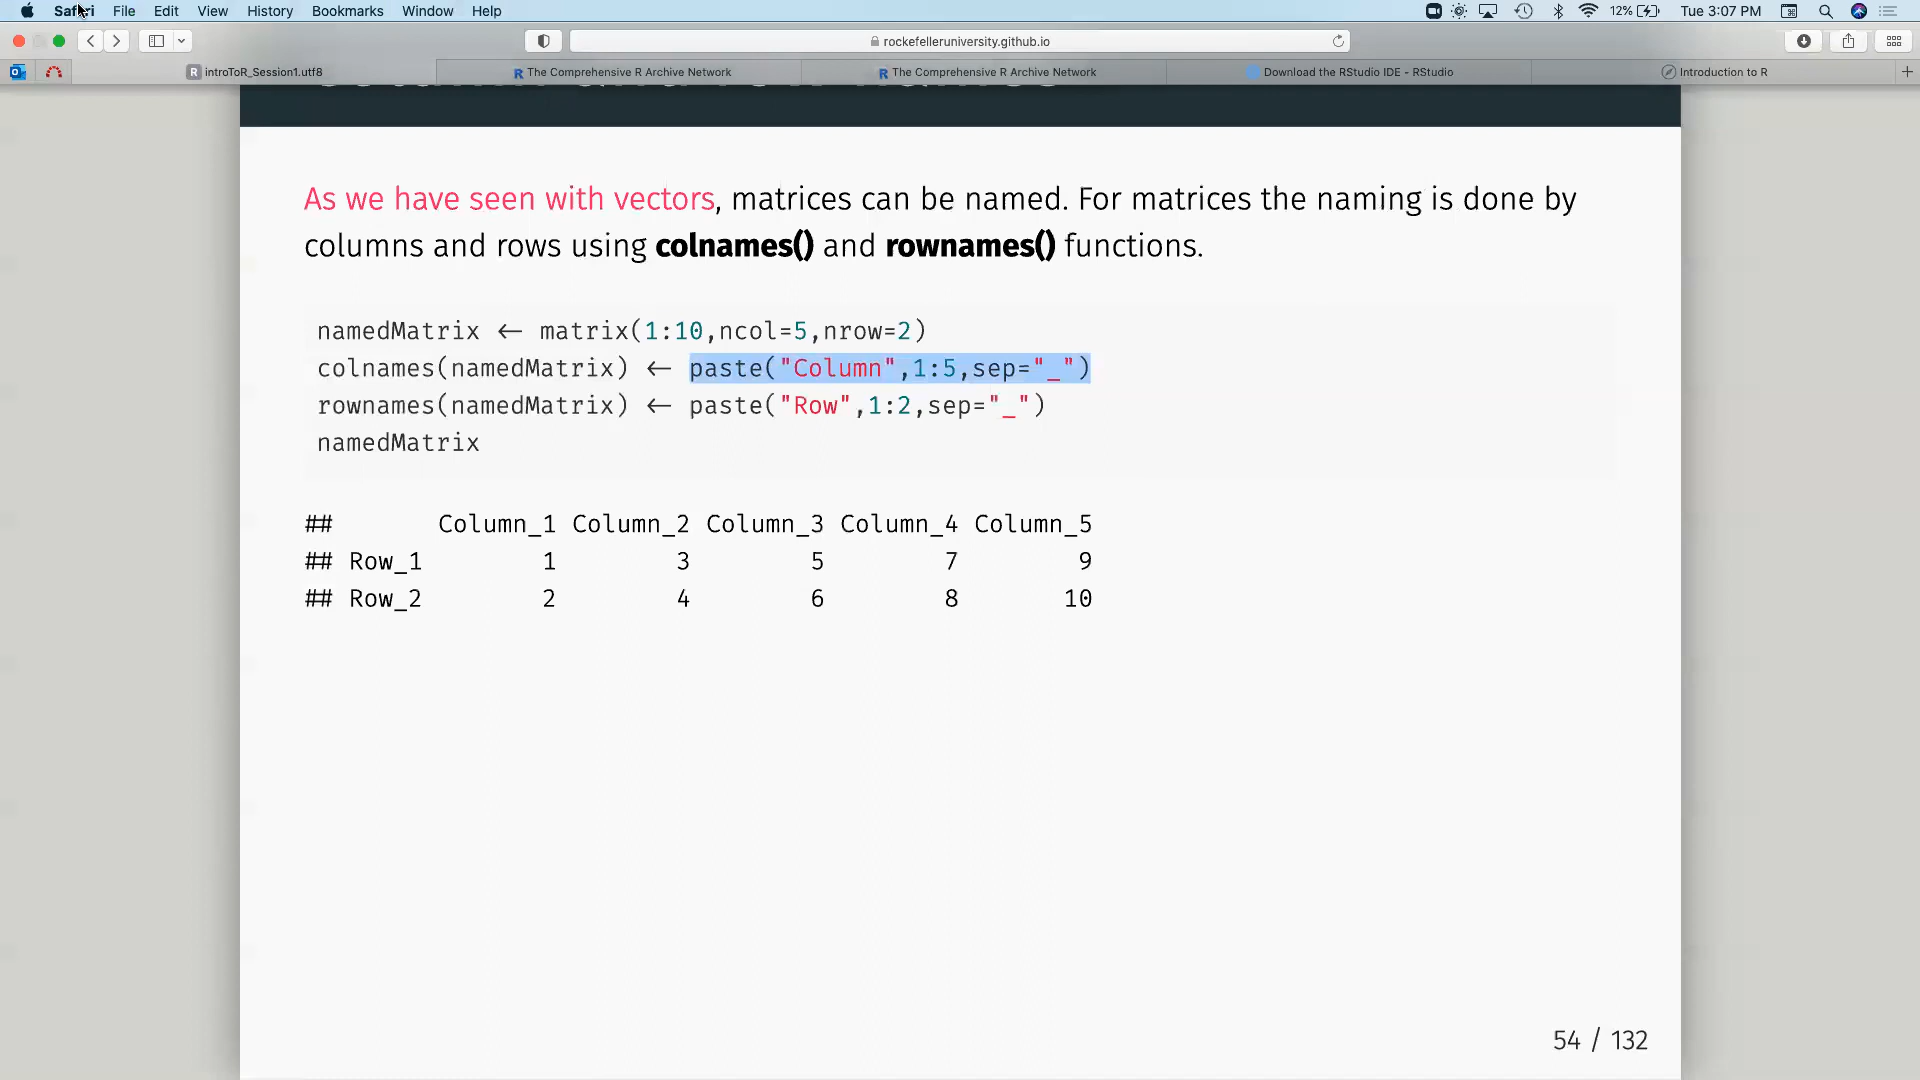 Safari File Edit View History Bookmarks Window Help 12% Tue 3:07 PM
rockefelleruniversity.github.io
introToR_Session1.utf8 The Comprehensive R Archive Network The Comprehensive R Archive Network Download the RStudio IDE - RStudio Introduction to R
As we have seen with vectors, matrices can be named. For matrices the naming is done by
columns and rows using colnames() and rownames() functions.
namedMatrix <- matrix(1:10,ncol=5,nrow=2)
colnames(namedMatrix) <- paste("Column",1:5,sep="_")
rownames(namedMatrix) <- paste("Row",1:2,sep="_")
namedMatrix
## Column_1 Column_2 Column_3 Column_4 Column_5
## Row_1 1 3 5 7 9
## Row_2 2 4 6 8 10
54 / 132